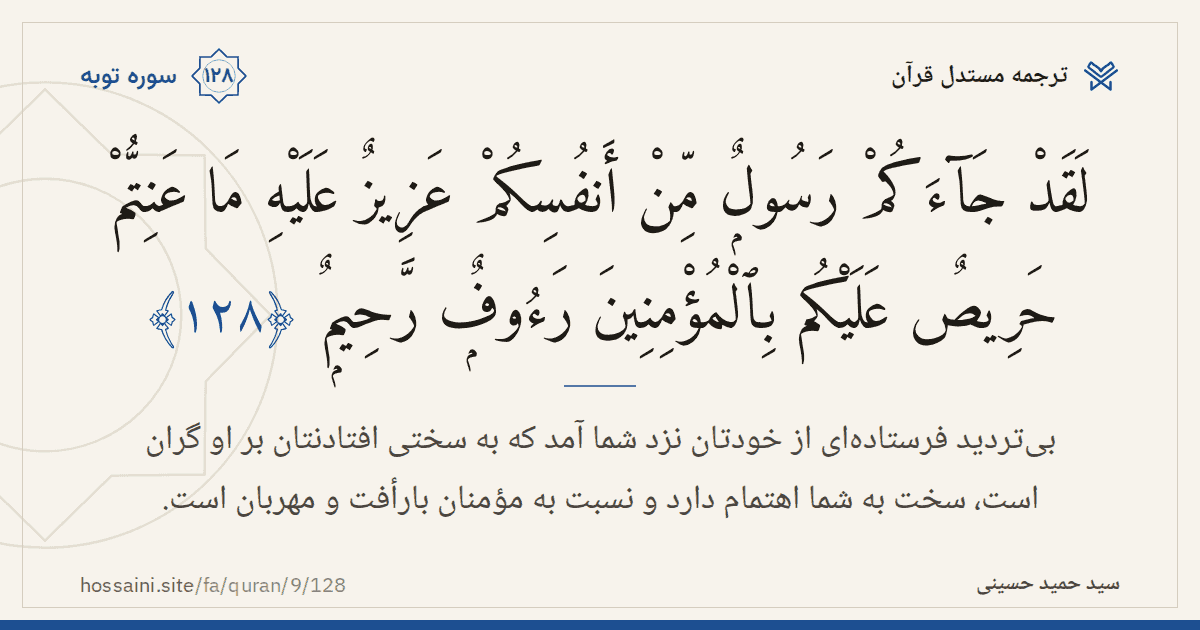 ترجمه مستدل قرآن
۱۲۸ سوره توبه
لَقَدْ جَآءَكُمْ رَسُولٌۭ مِّنْ أَنفُسِكُمْ عَزِيزٌ عَلَيْهِ مَا عَنِتُّمْ
حَرِيصٌ عَلَيْكُم بِٱلْمُؤْمِنِينَ رَءُوفٌۭ رَّحِيمٌۭ ﴿١٢٨﴾
بی‌تردید فرستاده‌ای از خودتان نزد شما آمد که به سختی افتادنتان بر او گران
است، سخت به شما اهتمام دارد و نسبت به مؤمنان بارأفت و مهربان است.
سید حمید حسینی
hossaini.site/fa/quran/9/128